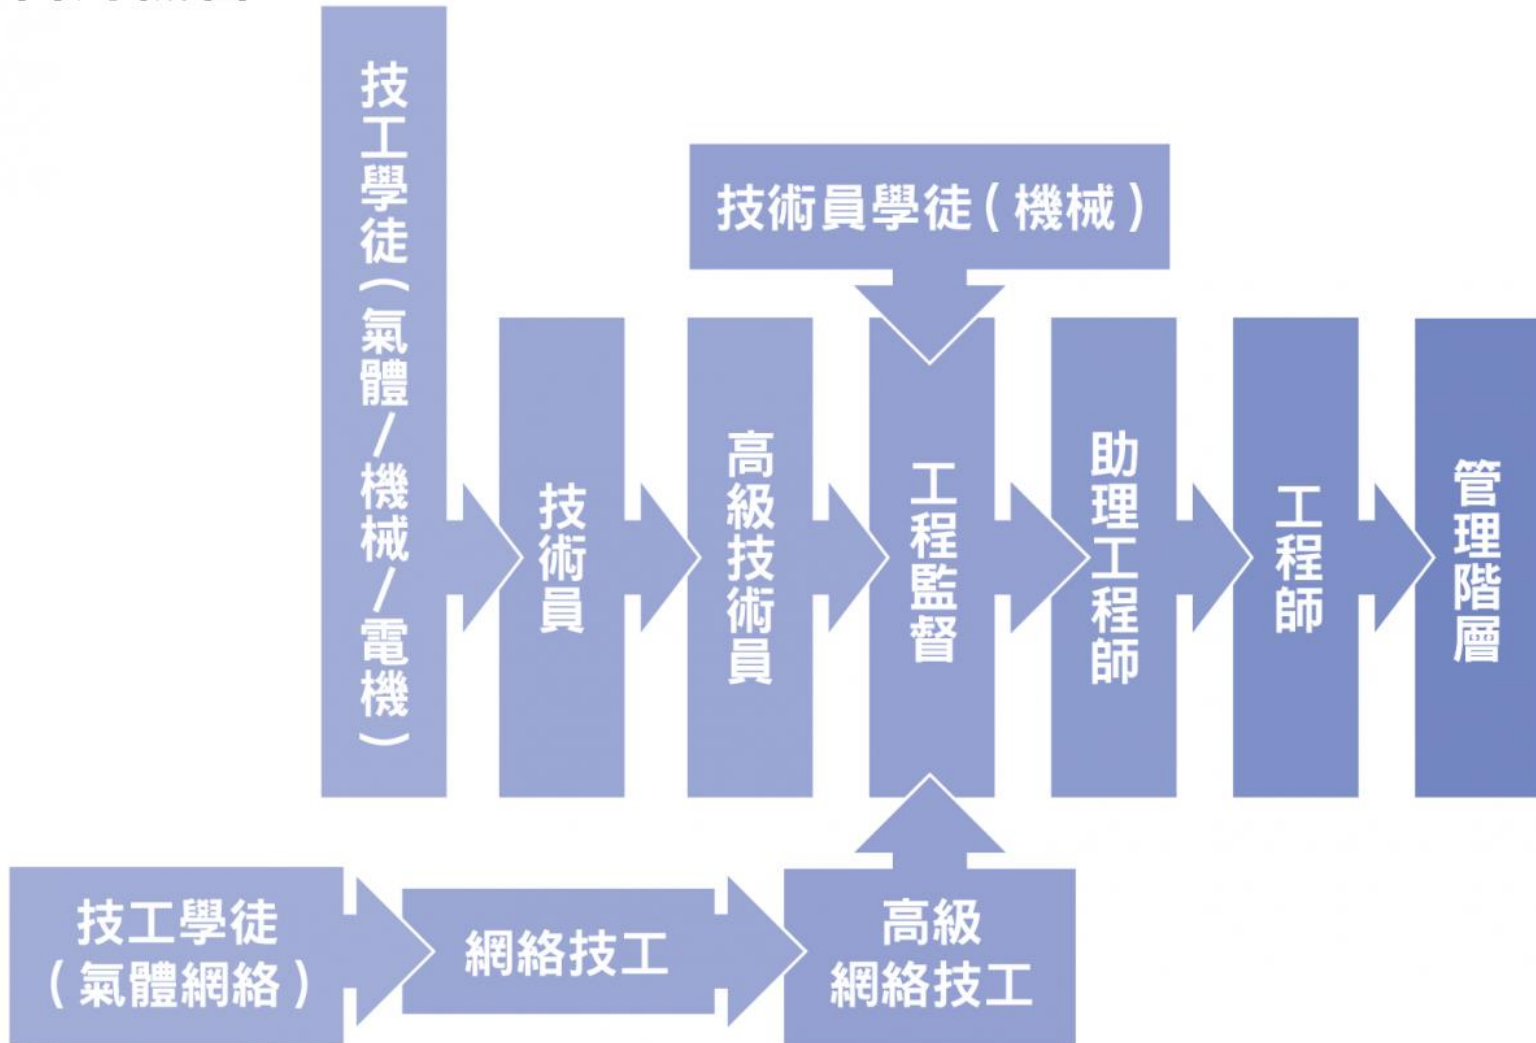 技工學徒(氣體/機械/電機)
技術員學徒(機械)
技術員
高級技術員
工程監督
助理工程師
工程師
管理階層
技工學徒
(氣體網絡)
網絡技工
高級
網絡技工